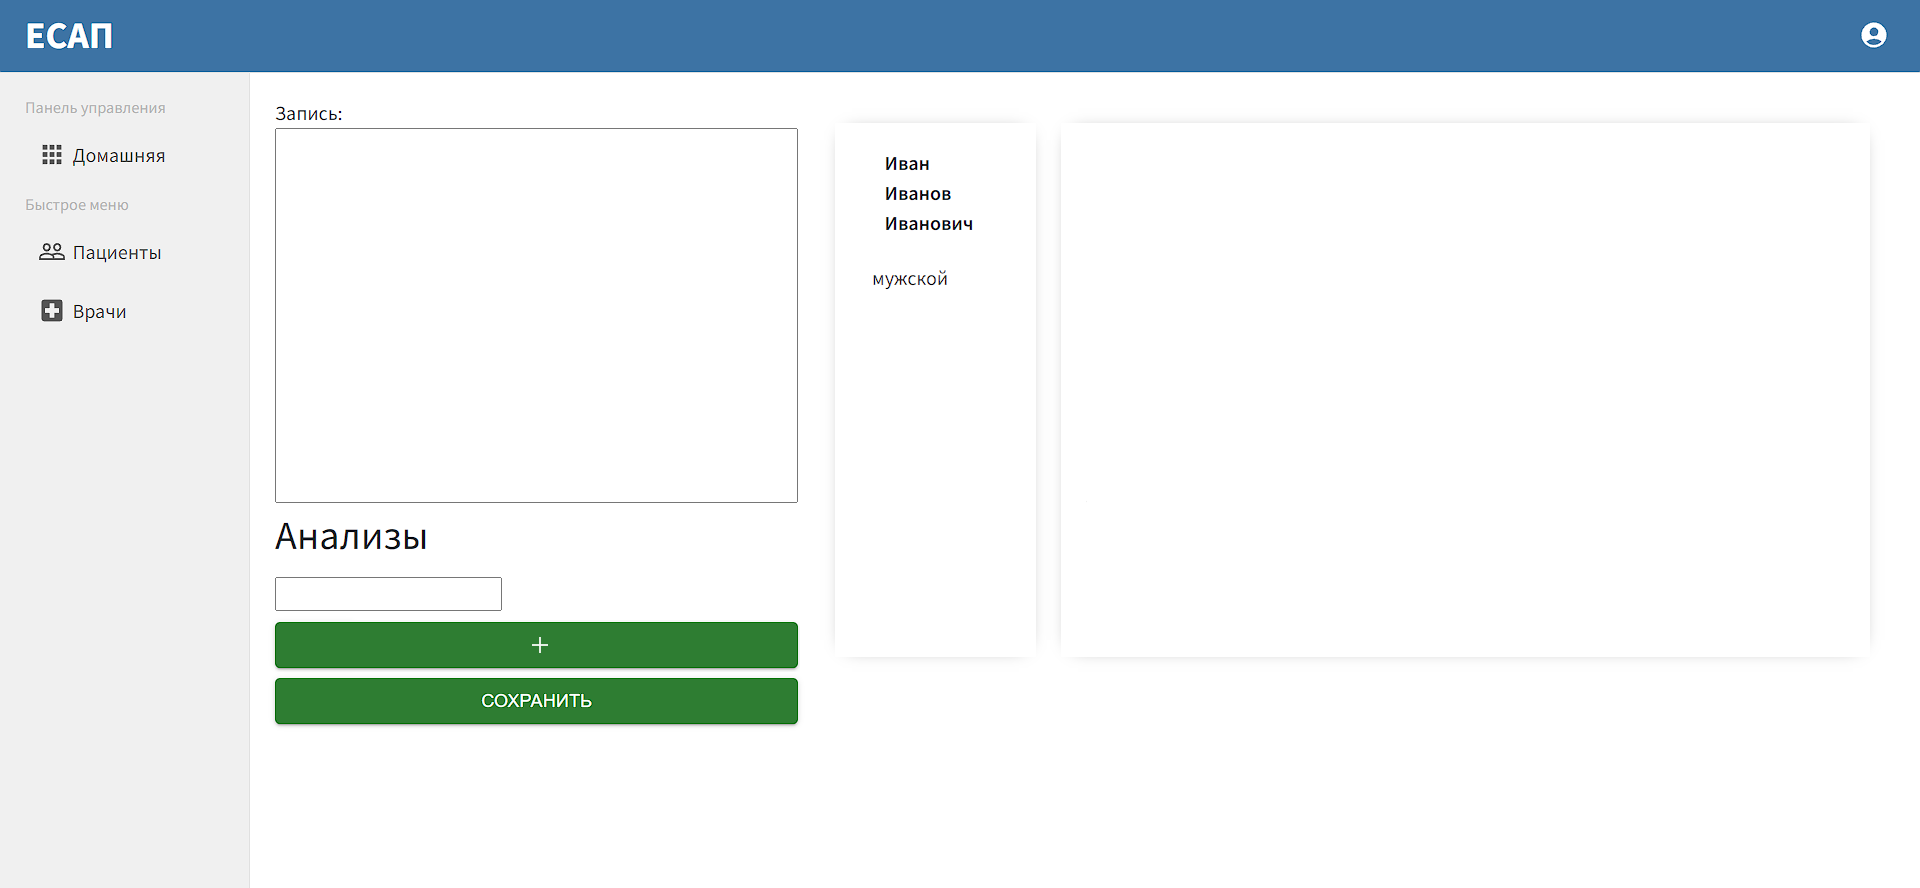 ЕСАП
Панель управления
Домашняя
Быстрое меню
Пациенты
Врачи
Запись:
Анализы
+
СОХРАНИТЬ
Иван
Иванов
Иванович
мужской